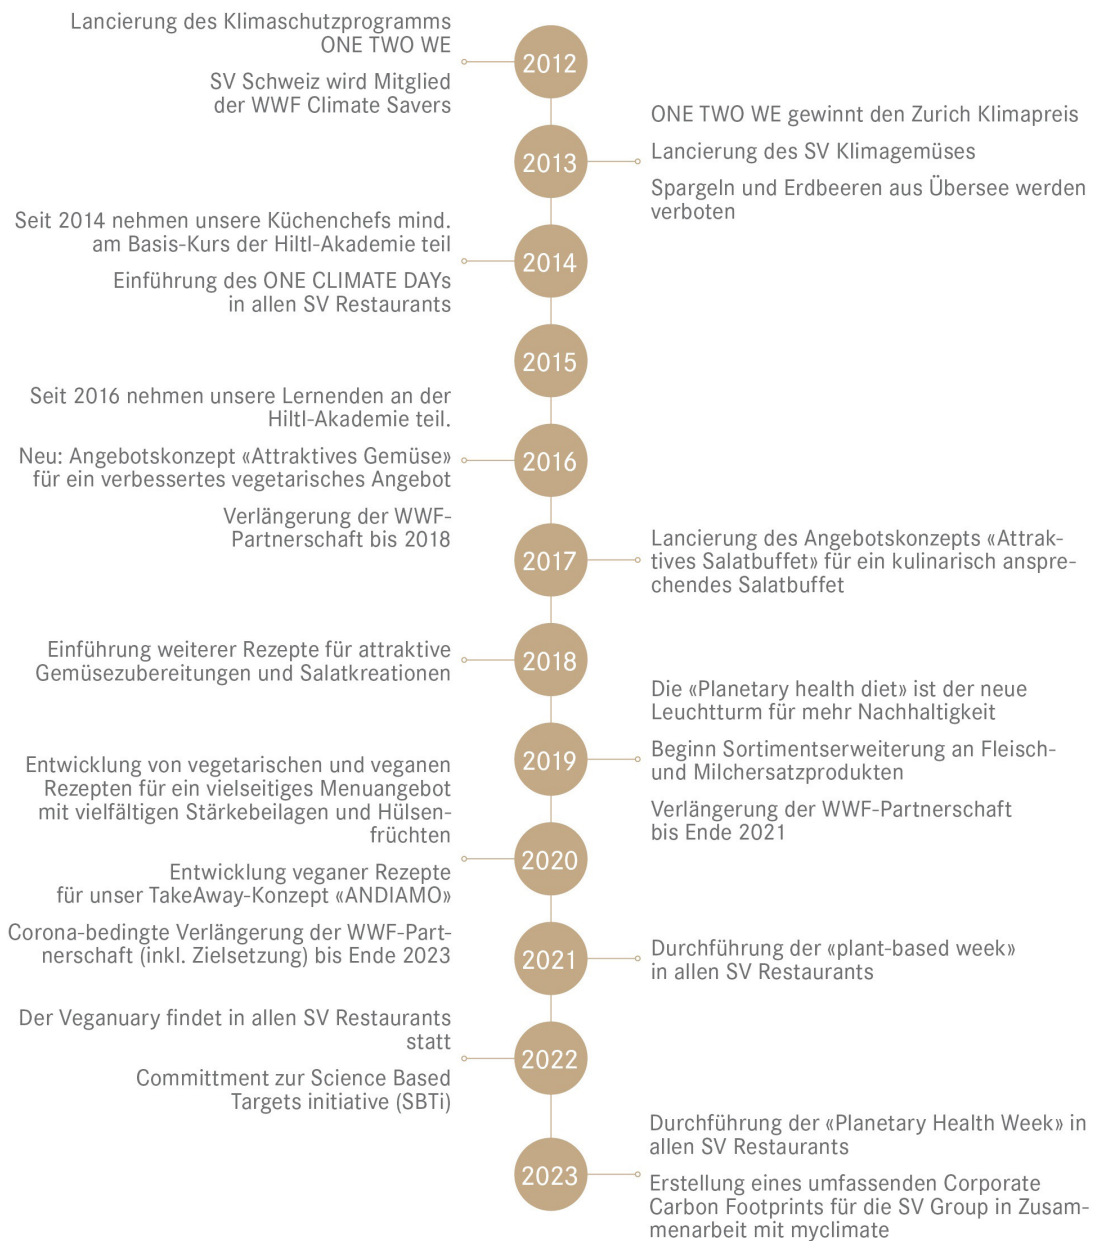 Lancierung des Klimaschutzprogramms
ONE TWO WE
SV Schweiz wird Mitglied
der WWF Climate Savers
2012
ONE TWO WE gewinnt den Zurich Klimapreis
Lancierung des SV Klimagemüses
Spargeln und Erdbeeren aus Übersee werden
verboten
2013
Seit 2014 nehmen unsere Küchenchefs mind.
am Basis-Kurs der Hiltl-Akademie teil
Einführung des ONE CLIMATE DAYs
in allen SV Restaurants
2014
2015
Seit 2016 nehmen unsere Lernenden an der
Hiltl-Akademie teil.
Neu: Angebotskonzept «Attraktives Gemüse»
für ein verbessertes vegetarisches Angebot
Verlängerung der WWF-
Partnerschaft bis 2018
2016
2017
Lancierung des Angebotskonzepts «Attrak-
tives Salatbuffet» für ein kulinarisch anspre-
chendes Salatbuffet
Einführung weiterer Rezepte für attraktive
Gemüsezubereitungen und Salatkreationen
2018
Die «Planetary health diet» ist der neue
Leuchtturm für mehr Nachhaltigkeit
Beginn Sortimentserweiterung an Fleisch-
und Milchersatzprodukten
Verlängerung der WWF-Partnerschaft
bis Ende 2021
2019
Entwicklung von vegetarischen und veganen
Rezepten für ein vielseitiges Menuangebot
mit vielfältigen Stärkebeilagen und Hülsen-
früchten
Entwicklung veganer Rezepte
für unser TakeAway-Konzept «ANDIAMO»
Corona-bedingte Verlängerung der WWF-Part-
nerschaft (inkl. Zielsetzung) bis Ende 2023
2020
2021
Durchführung der «plant-based week»
in allen SV Restaurants
Der Veganuary findet in allen SV Restaurants
statt
Committment zur Science Based
Targets initiative (SBTi)
2022
Durchführung der «Planetary Health Week» in
allen SV Restaurants
Erstellung eines umfassenden Corporate
Carbon Footprints für die SV Group in Zusam-
menarbeit mit myclimate
2023